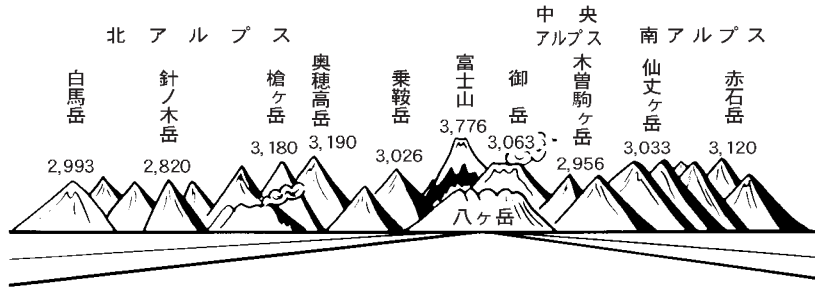 北アルプス
中央
アルプス
南アルプス
白馬岳
針ノ木岳
槍ヶ岳
奥穂高岳
乗鞍岳
富士山
御岳
木曽駒ヶ岳
仙丈ヶ岳
赤石岳
2,993
2,820
3,180
3,190
3,026
3,776
3,063
2,956
3,033
3,120
八ヶ岳